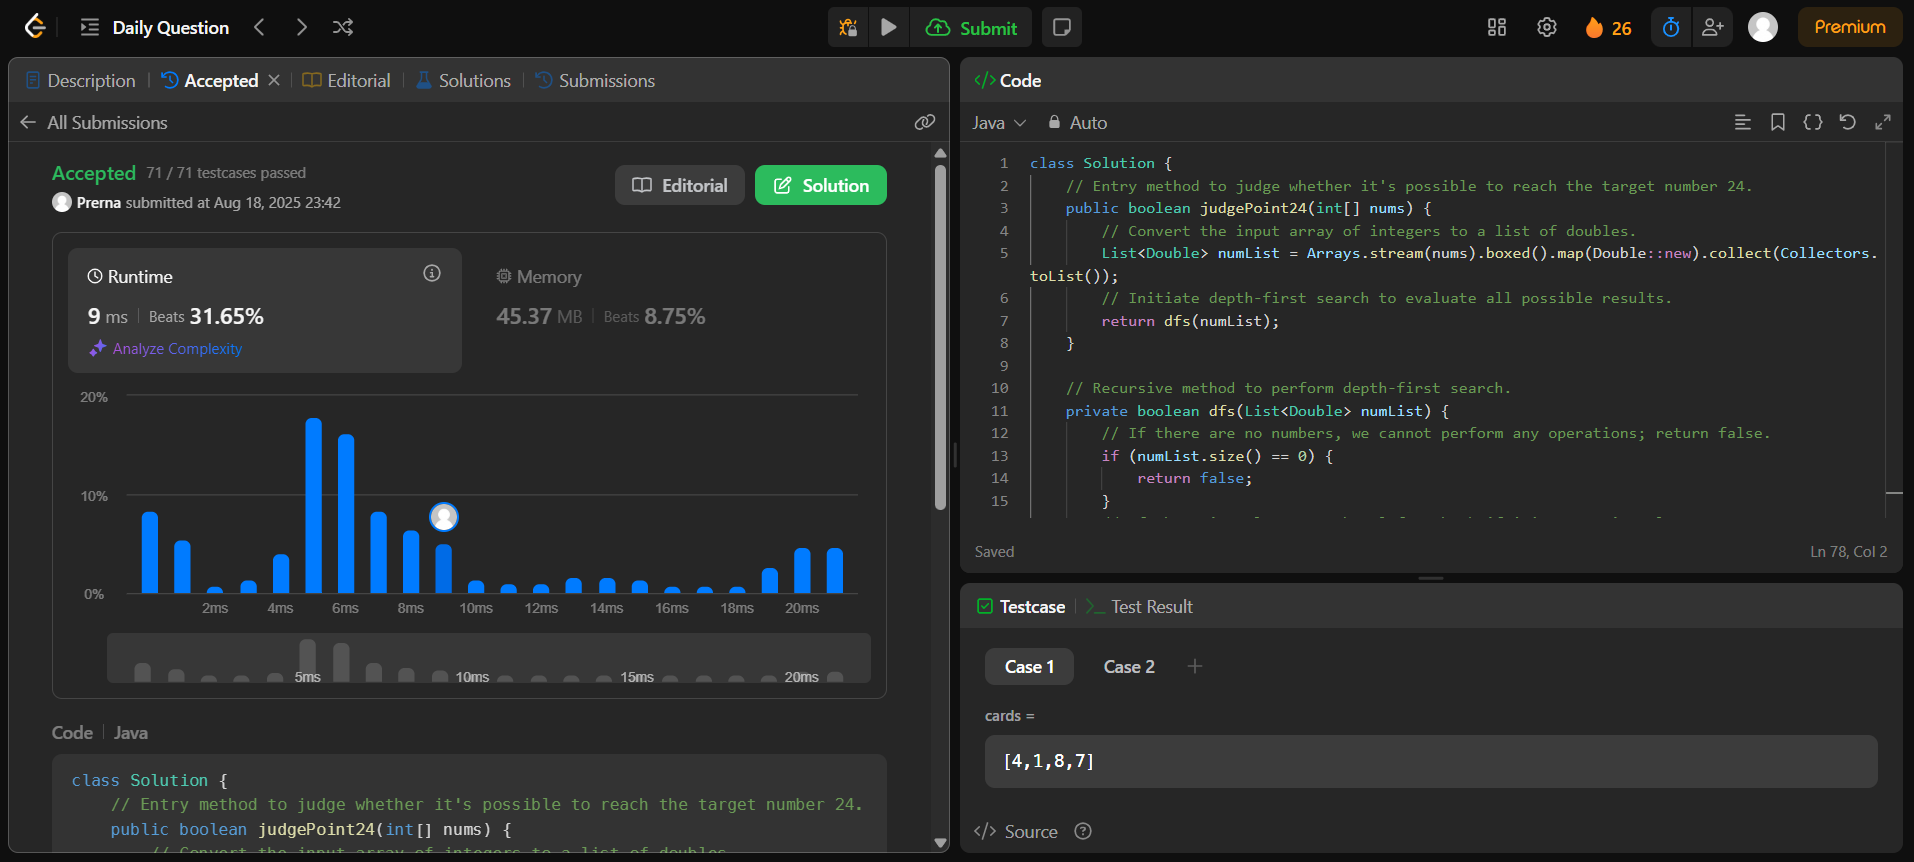 Daily Question
Submit
26
Premium
Description
Accepted
Editorial
Solutions
Submissions
All Submissions
Accepted 71 / 71 testcases passed
Prerna submitted at Aug 18, 2025 23:42
Editorial
Solution
Runtime
9 ms Beats 31.65%
Analyze Complexity
Memory
45.37 MB Beats 8.75%
20%
10%
0%
2ms 4ms 6ms 8ms 10ms 12ms 14ms 16ms 18ms 20ms
5ms 10ms 15ms 20ms
Code Java
class Solution {
// Entry method to judge whether it's possible to reach the target number 24.
public boolean judgePoint24(int[] nums) {
// Convert the input array of integers to a list of doubles.
</> Code
Java Auto
1 class Solution {
2 // Entry method to judge whether it's possible to reach the target number 24.
3 public boolean judgePoint24(int[] nums) {
4 // Convert the input array of integers to a list of doubles.
5 List<Double> numList = Arrays.stream(nums).boxed().map(Double::new).collect(Collectors.
toList());
6 // Initiate depth-first search to evaluate all possible results.
7 return dfs(numList);
8 }
9
10 // Recursive method to perform depth-first search.
11 private boolean dfs(List<Double> numList) {
12 // If there are no numbers, we cannot perform any operations; return false.
13 if (numList.size() == 0) {
14 return false;
15 }
Saved
Ln 78, Col 2
Testcase
Test Result
Case 1
Case 2
cards =
[4,1,8,7]
</> Source